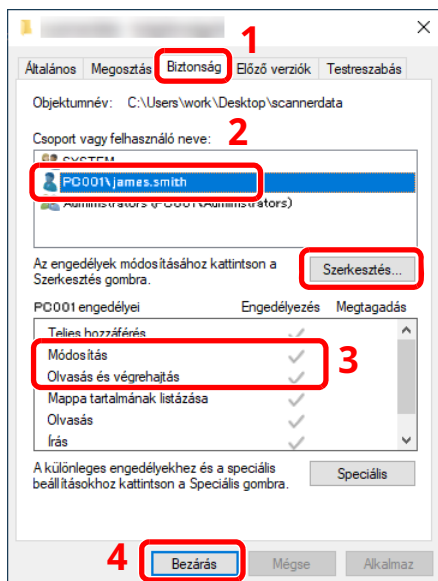 1
Általános Megosztás Biztonság Előző verziók Testreszabás
Objektumnév: C:\Users\work\Desktop\scannerdata
Csoport vagy felhasználó neve: 2
SYSTEM
PC001\james.smith
Administrators (PC001\Administrators)
Az engedélyek módosításához kattintson a
Szerkesztés gombra.
Szerkesztés...
PC001 engedélyei Engedélyezés Megtagadás
Teljes hozzáférés
Módosítás
3
Olvasás és végrehajtás
Mappa tartalmának listázása
Olvasás
Írás
A különleges engedélyekhez és a speciális
beállításokhoz kattintson a Speciális gombra.
Speciális
4 Bezárás Mégse Alkalmaz